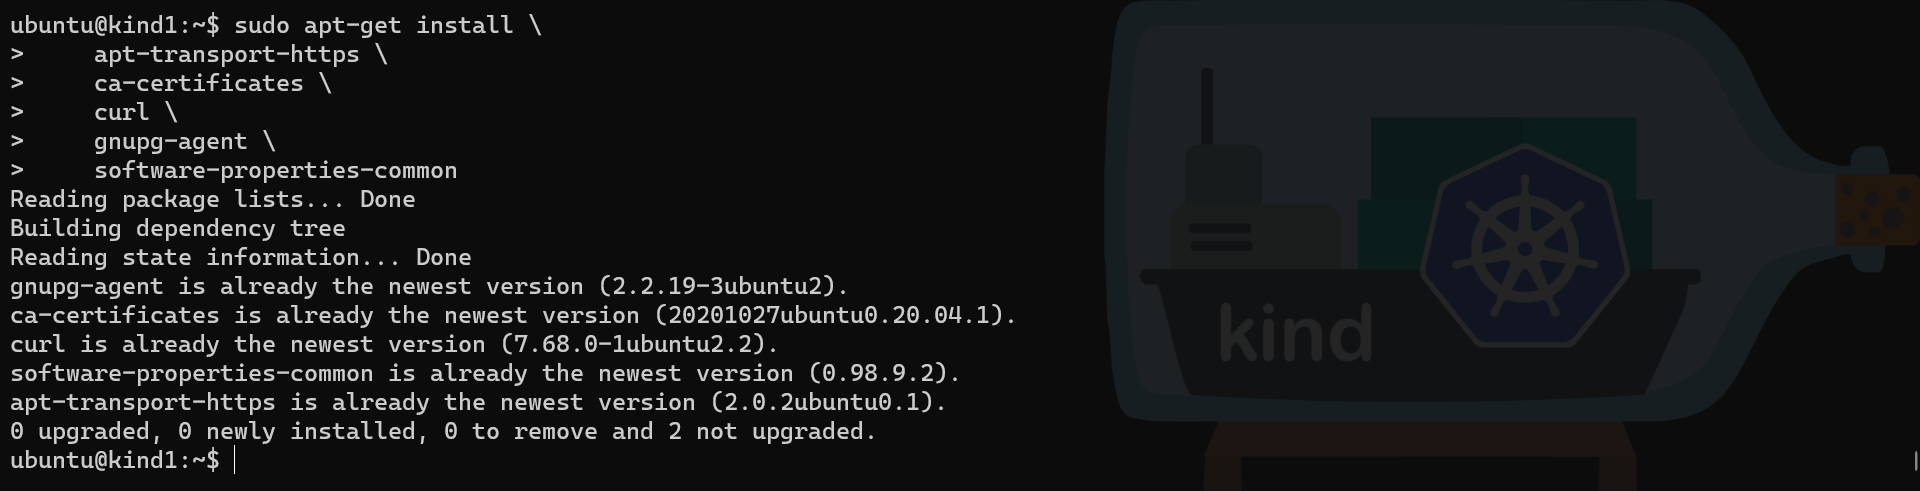 ubuntu@kind1:~$ sudo apt-get install \
>     apt-transport-https \
>     ca-certificates \
>     curl \
>     gnupg-agent \
>     software-properties-common
Reading package lists... Done
Building dependency tree
Reading state information... Done
gnupg-agent is already the newest version (2.2.19-3ubuntu2).
ca-certificates is already the newest version (20201027ubuntu0.20.04.1).
curl is already the newest version (7.68.0-1ubuntu2.2).
software-properties-common is already the newest version (0.98.9.2).
apt-transport-https is already the newest version (2.0.2ubuntu0.1).
0 upgraded, 0 newly installed, 0 to remove and 2 not upgraded.
ubuntu@kind1:~$
kind